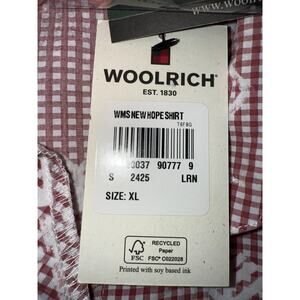 WOOLRICH®
EST. 1830
WMS NEW HOPE SHIRT
T6F8G
0037 90777 9
S 2425 LRN
SIZE: XL
FSC
RECYCLED
Paper
FSC® C022028
Printed with soy based ink